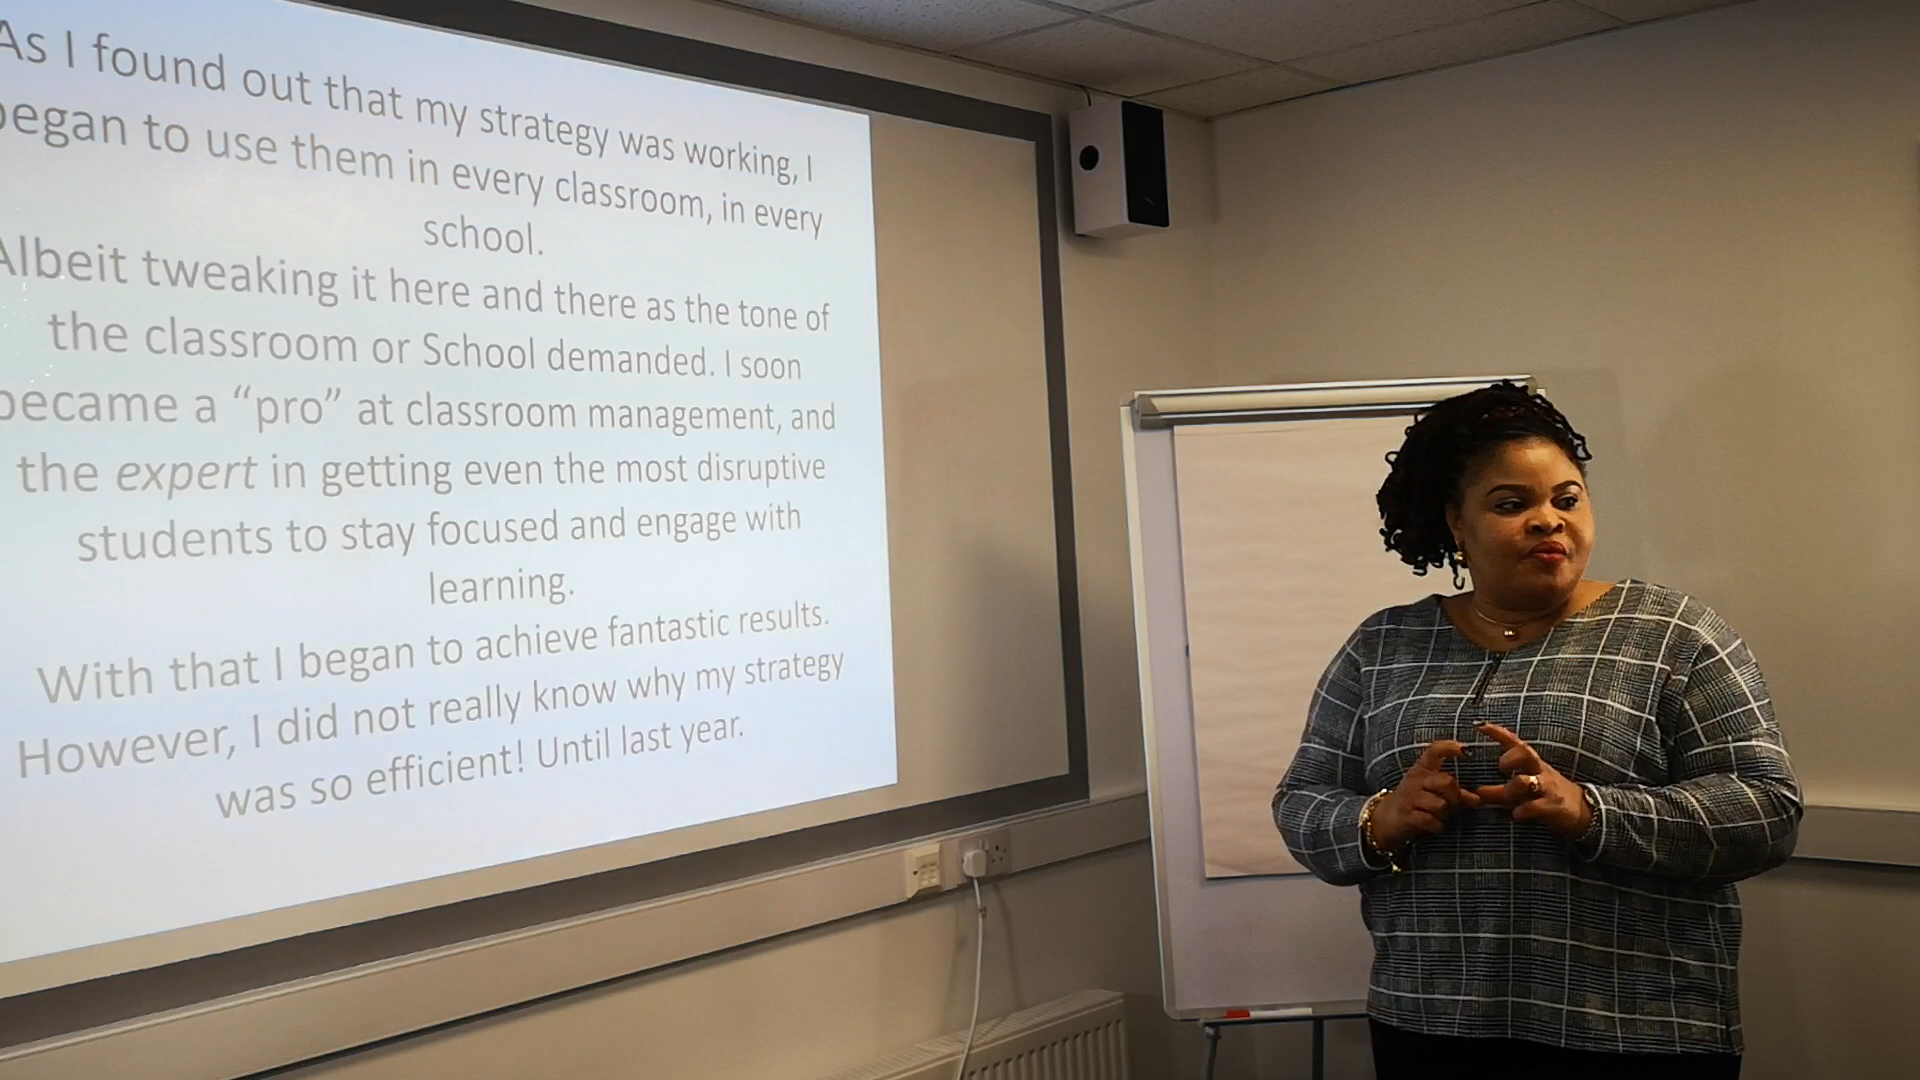 As I found out that my strategy was working, I
began to use them in every classroom, in every
school.
Albeit tweaking it here and there as the tone of
the classroom or School demanded. I soon
became a “pro” at classroom management, and
the expert in getting even the most disruptive
students to stay focused and engage with
learning.
With that I began to achieve fantastic results.
However, I did not really know why my strategy
was so efficient! Until last year.